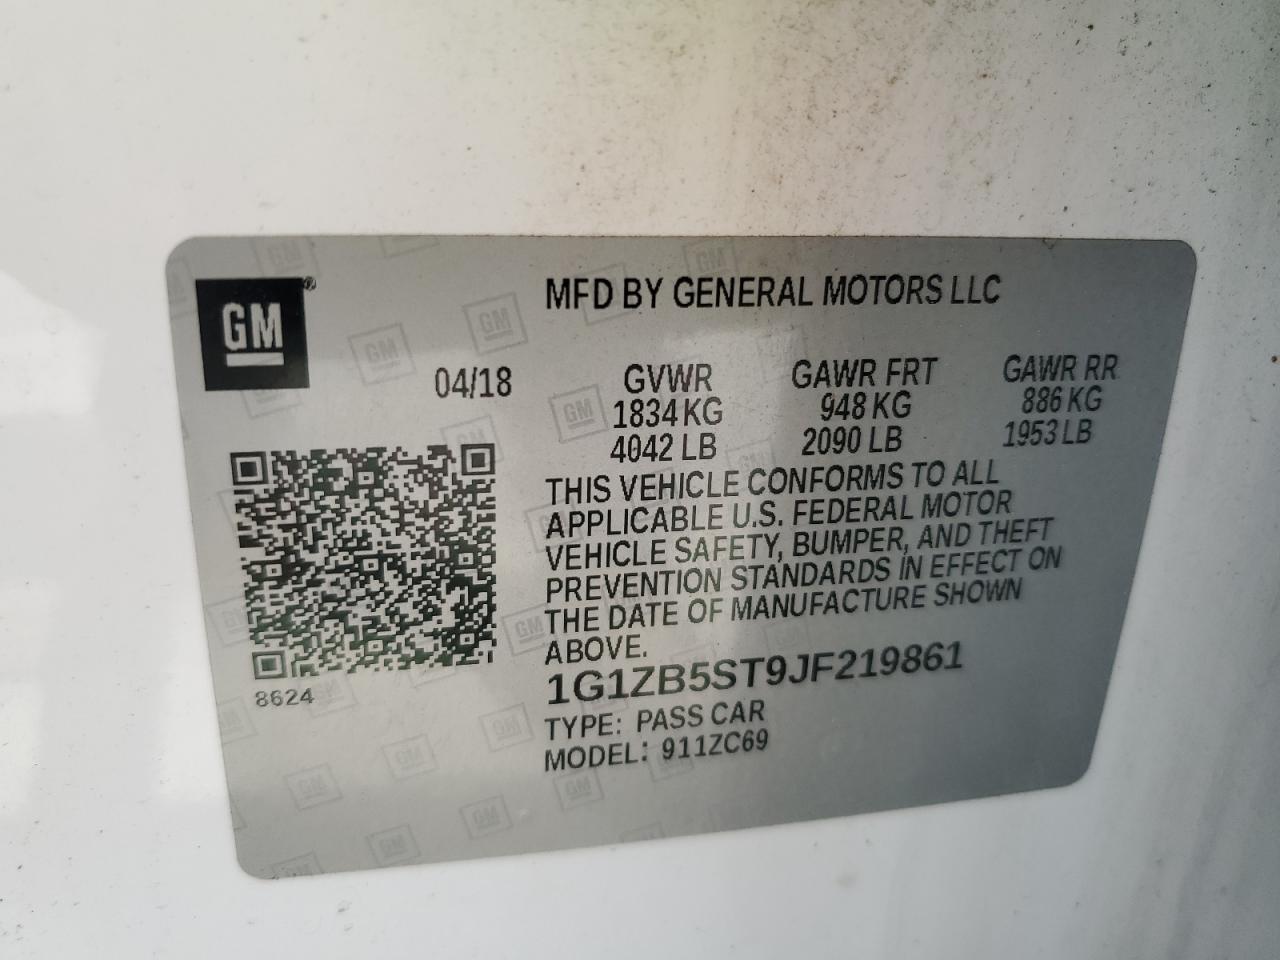 GM®
MFD BY GENERAL MOTORS LLC
04/18 GVWR GAWR FRT GAWR RR
1834KG 948 KG 886 KG
4042 LB 2090 LB 1953 LB
THIS VEHICLE CONFORMS TO ALL
APPLICABLE U.S. FEDERAL MOTOR
VEHICLE SAFETY, BUMPER, AND THEFT
PREVENTION STANDARDS IN EFFECT ON
THE DATE OF MANUFACTURE SHOWN
ABOVE.
1G1ZB5ST9JF219861
8624
TYPE: PASS CAR
MODEL: 911ZC69